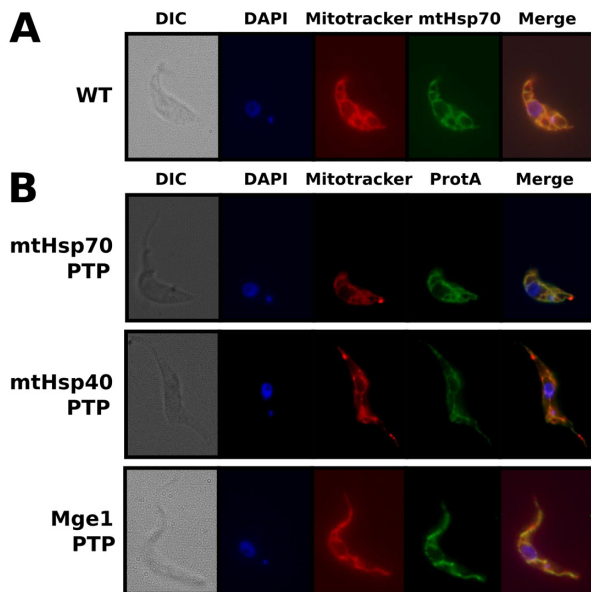 A
DIC DAPI Mitotracker mtHsp70 Merge
WT
B
DIC DAPI Mitotracker ProtA Merge
mtHsp70
PTP
mtHsp40
PTP
Mge1
PTP